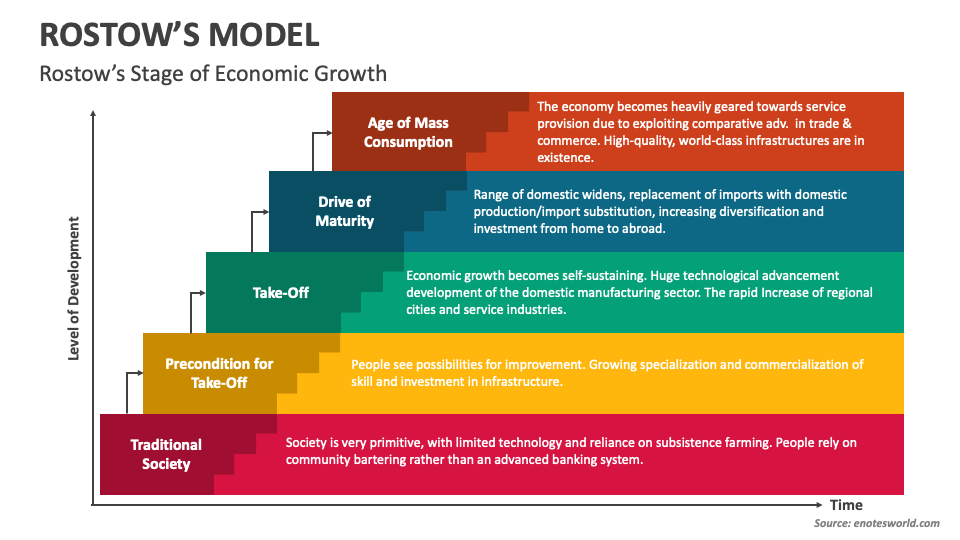 ROSTOW’S MODEL
Rostow’s Stage of Economic Growth
Level of Development
Age of Mass
Consumption
The economy becomes heavily geared towards service
provision due to exploiting comparative adv.  in trade &
commerce. High-quality, world-class infrastructures are in
existence.
Drive of
Maturity
Range of domestic widens, replacement of imports with domestic
production/import substitution, increasing diversification and
investment from home to abroad.
Take-Off
Economic growth becomes self-sustaining. Huge technological advancement
development of the domestic manufacturing sector. The rapid Increase of regional
cities and service industries.
Precondition for
Take-Off
People see possibilities for improvement. Growing specialization and commercialization of
skill and investment in infrastructure.
Traditional
Society
Society is very primitive, with limited technology and reliance on subsistence farming. People rely on
community bartering rather than an advanced banking system.
Time
Source: enotesworld.com